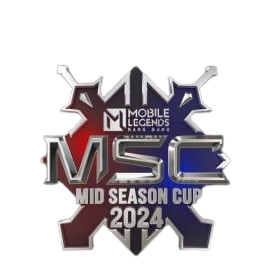 MOBILE
LEGENDS
BANG BANG
MSC
MID SEASON CUP
2024